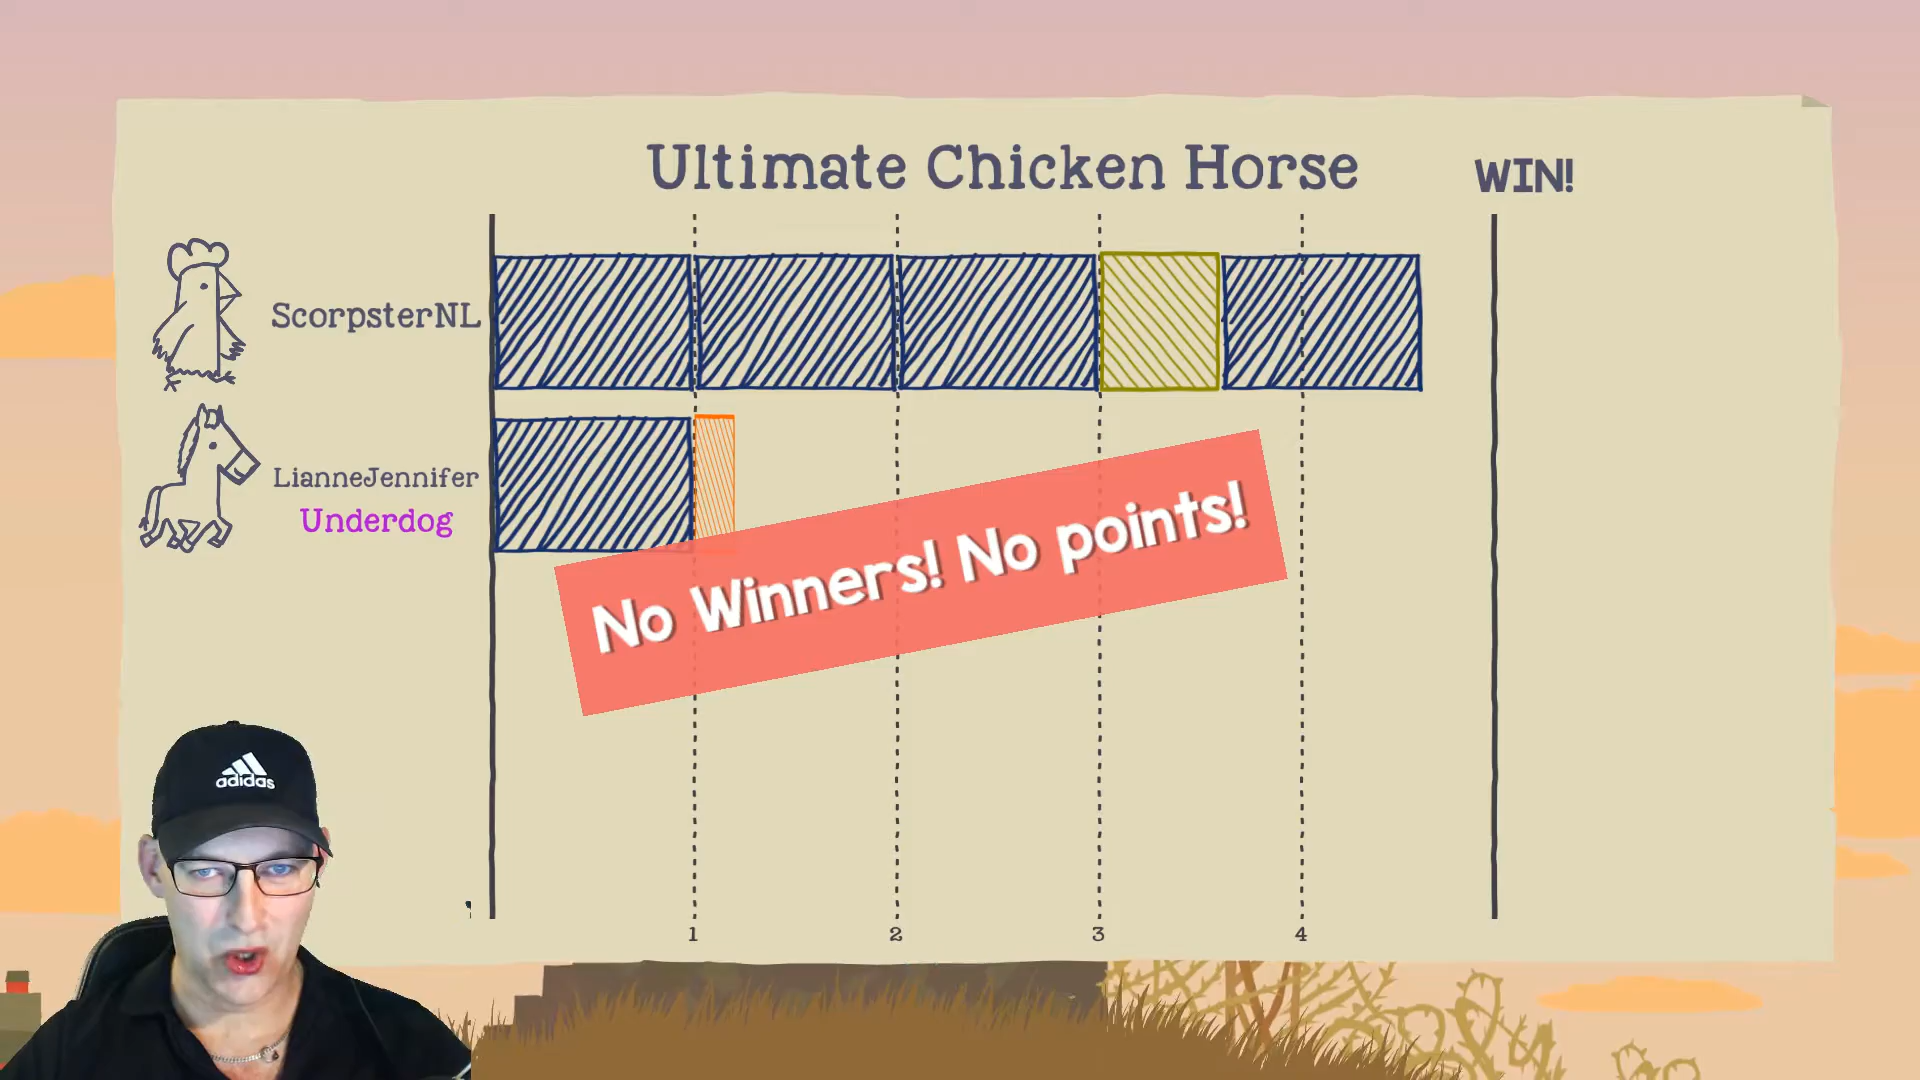 Ultimate Chicken Horse
WIN!
ScorpsterNL
LianneJennifer
Underdog
No Winners! No points!
adidas
1 2 3 4